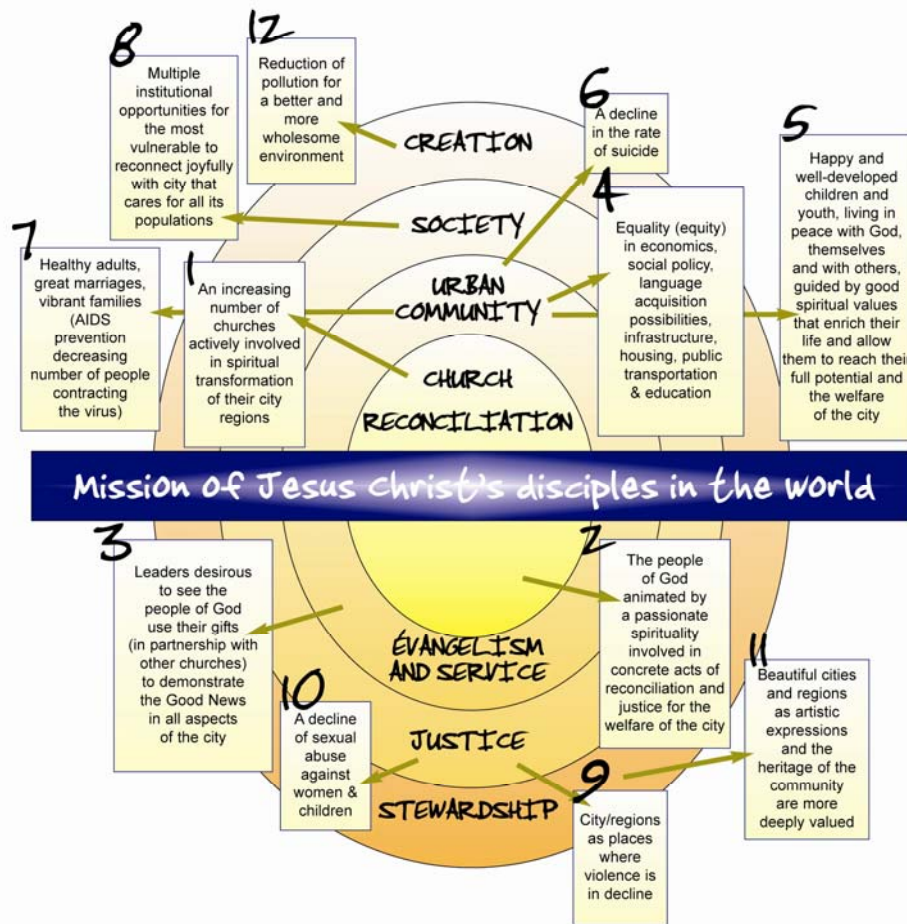 8
Multiple
institutional
opportunities for
the most
vulnerable to
reconnect joyfully
with city that
cares for all its
populations
12
Reduction of
pollution for
a better and
more
wholesome
environment
CREATION
6
A decline
in the rate
of suicide
5
Happy and
well-developed
children and
youth, living in
peace with God,
themselves
and with others,
guided by good
spiritual values
that enrich their
life and allow
them to reach their
full potential and
the welfare
of the city
SOCIETY
4
Equality (equity)
in economics,
social policy,
language
acquisition
possibilities,
infrastructure,
housing, public
transportation
& education
7
Healthy adults,
great marriages,
vibrant families
(AIDS
prevention
decreasing
number of people
contracting
the virus)
1
An increasing
number of
churches
actively involved
in spiritual
transformation
of their city
regions
URBAN
COMMUNITY
CHURCH
RECONCILIATION
Mission of Jesus Christ's disciples in the world
3
Leaders desirous
to see the
people of God
use their gifts
(in partnership with
other churches)
to demonstrate
the Good News
in all aspects
of the city
2
The people
of God
animated by
a passionate
spirituality
involved in
concrete acts of
reconciliation and
justice for the
welfare of the city
ÉVANGELISM
AND SERVICE
10
A decline
of sexual
abuse
against
women &
children
JUSTICE
11
Beautiful cities
and regions
as artistic
expressions
and the
heritage of the
community
are more
deeply valued
STEWARDSHIP
9
City/regions
as places
where
violence is
in decline